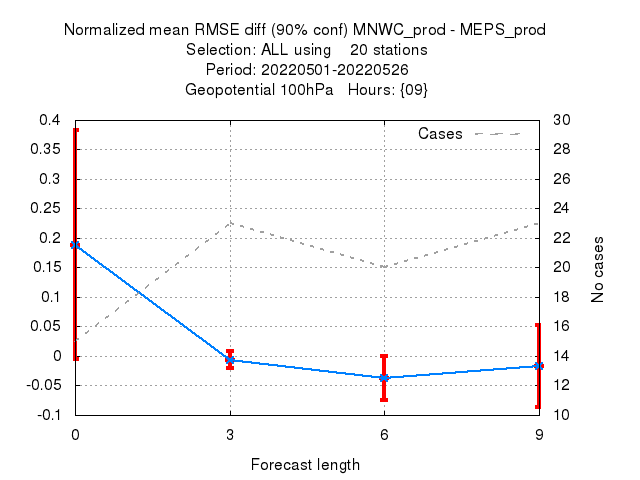 Normalized mean RMSE diff (90% conf) MNWC_prod - MEPS_prod
Selection: ALL using    20 stations
Period: 20220501-20220526
Geopotential 100hPa   Hours: {09}
Cases
0.4
0.35
0.3
0.25
0.2
0.15
0.1
0.05
0
-0.05
-0.1
30
28
26
24
22
20
18
16
14
12
10
No cases
0 3 6 9
Forecast length